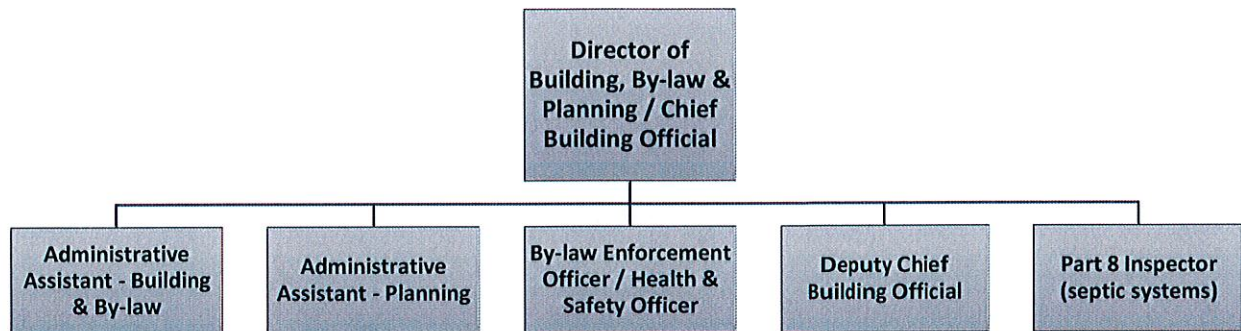 Director of
Building, By-law &
Planning / Chief
Building Official
Administrative
Assistant - Building
& By-law
Administrative
Assistant - Planning
By-law Enforcement
Officer / Health &
Safety Officer
Deputy Chief
Building Official
Part 8 Inspector
(septic systems)